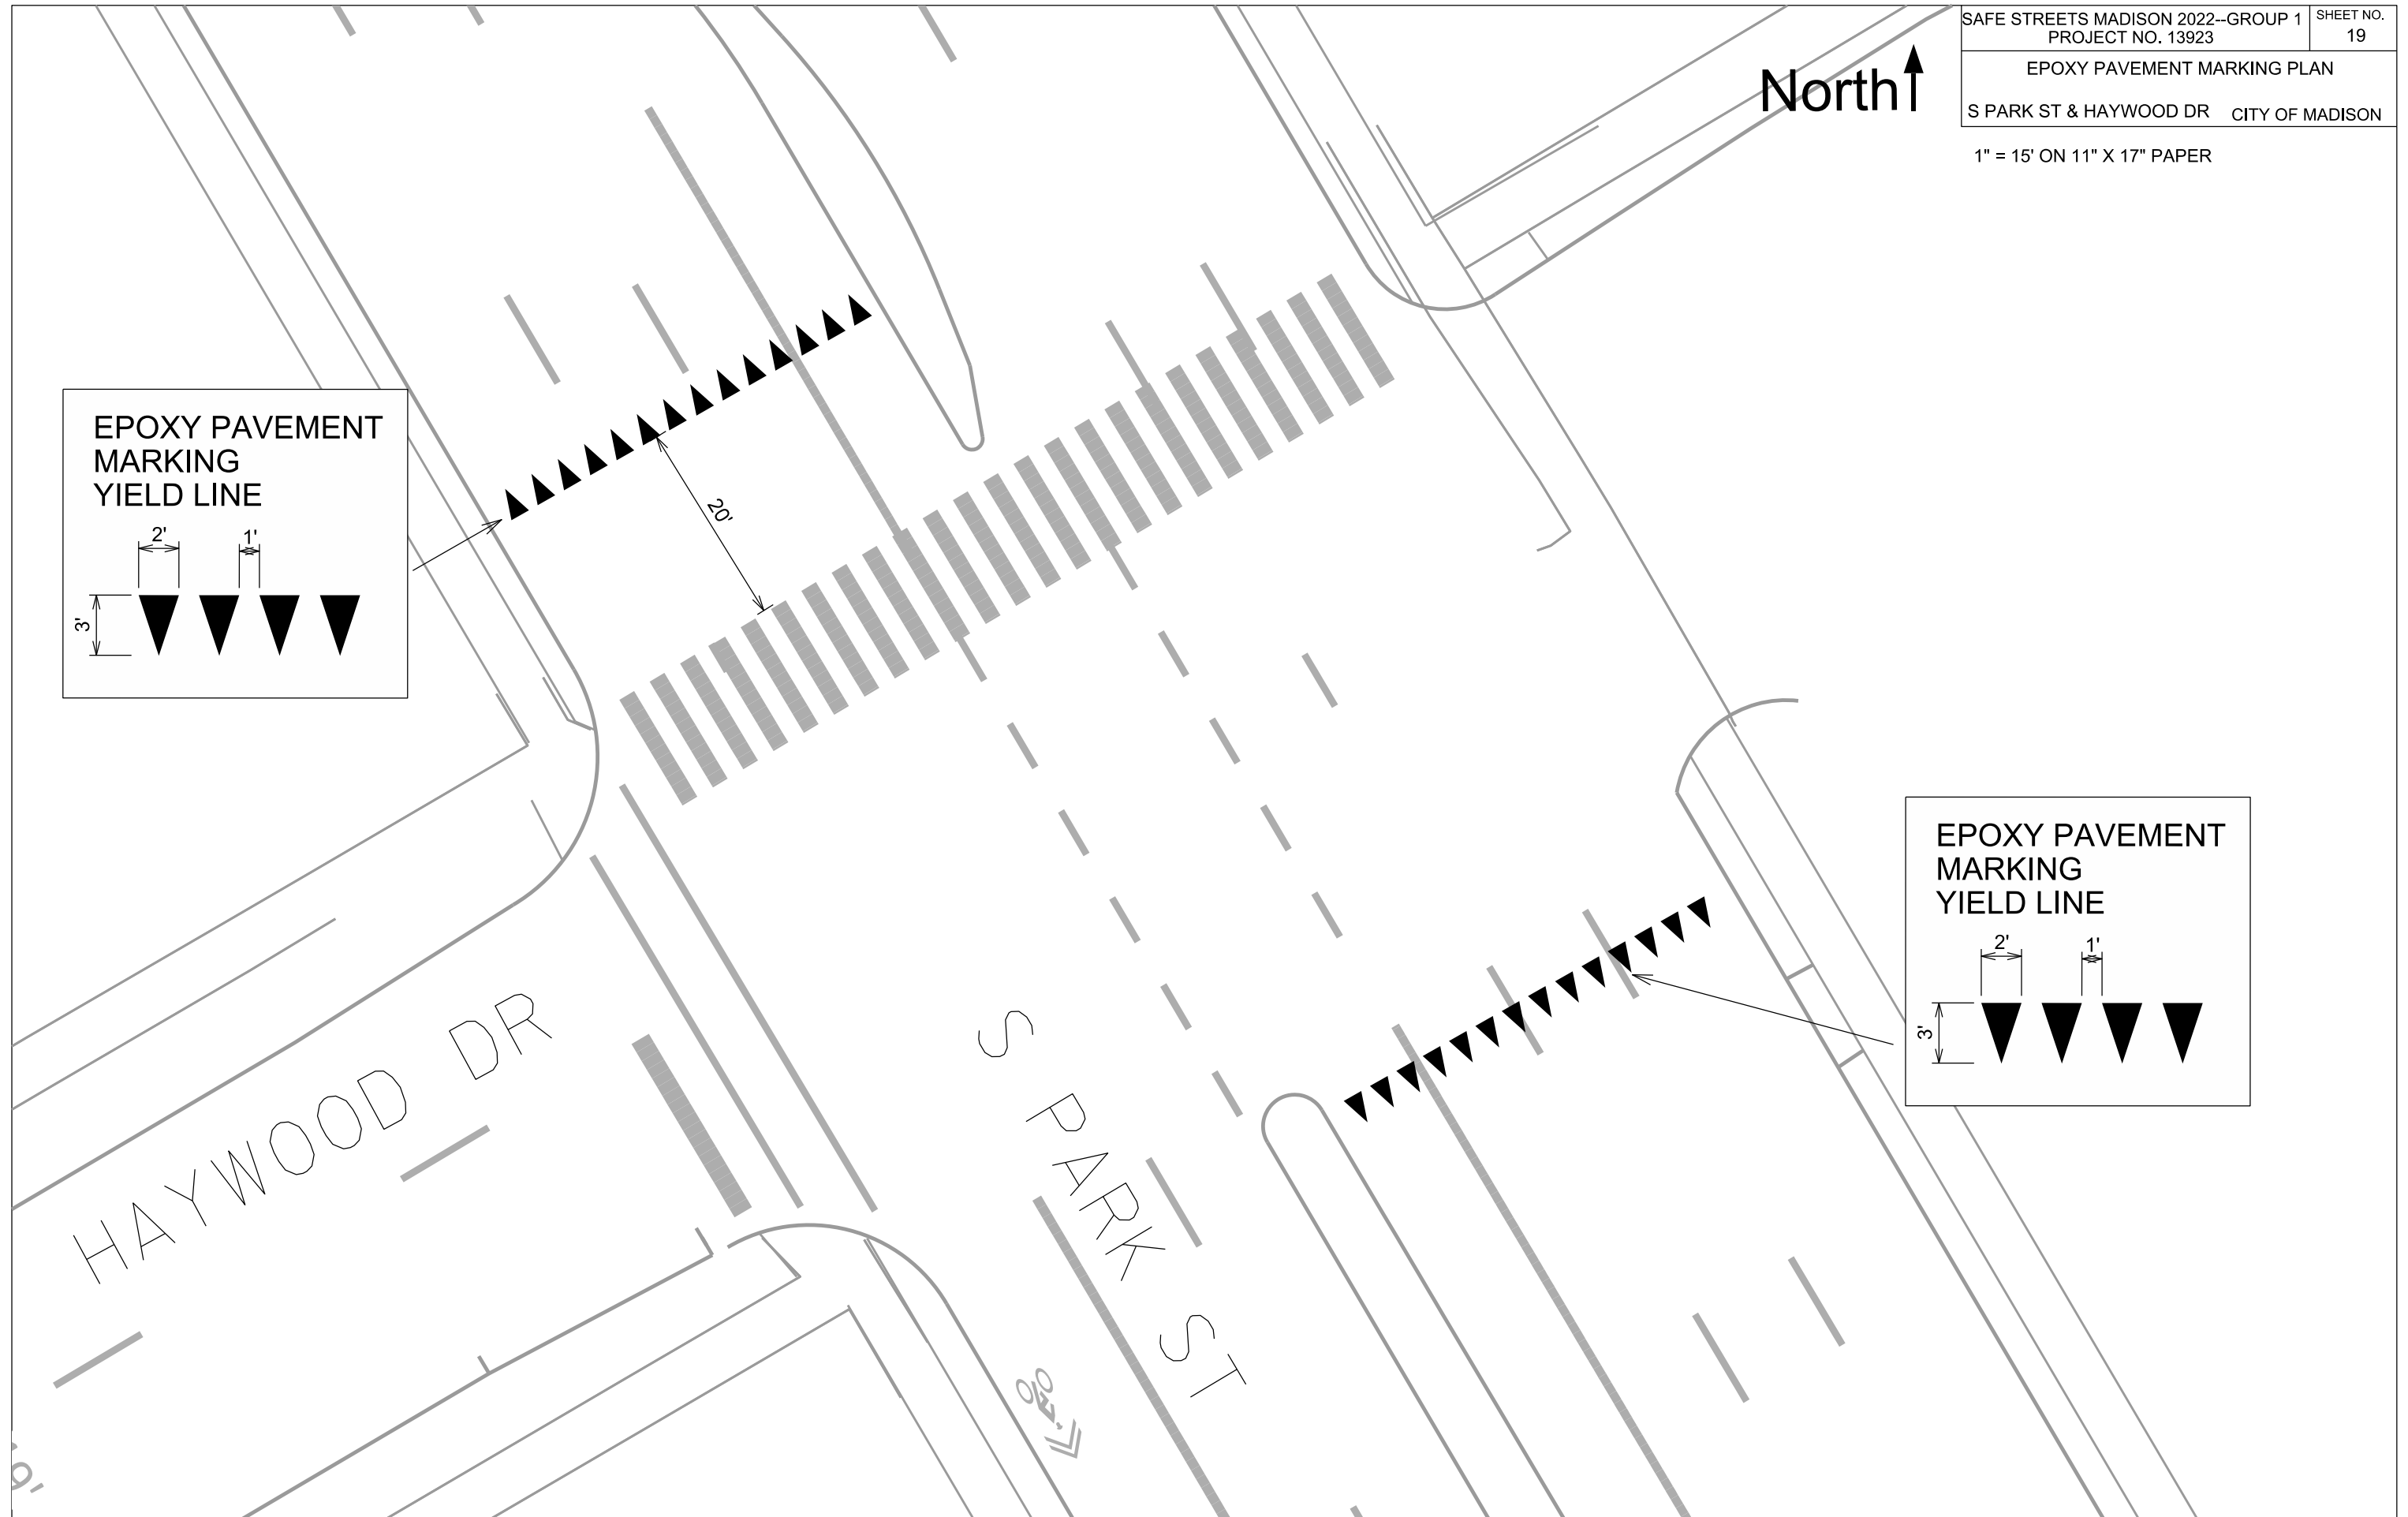 SAFE STREETS MADISON 2022--GROUP 1
PROJECT NO. 13923
SHEET NO.
19
EPOXY PAVEMENT MARKING PLAN
S PARK ST & HAYWOOD DR CITY OF MADISON
1" = 15' ON 11" X 17" PAPER
North
EPOXY PAVEMENT
MARKING
YIELD LINE
2' 1'
3'
20'
EPOXY PAVEMENT
MARKING
YIELD LINE
2' 1'
3'
HAYWOOD DR
S PARK ST